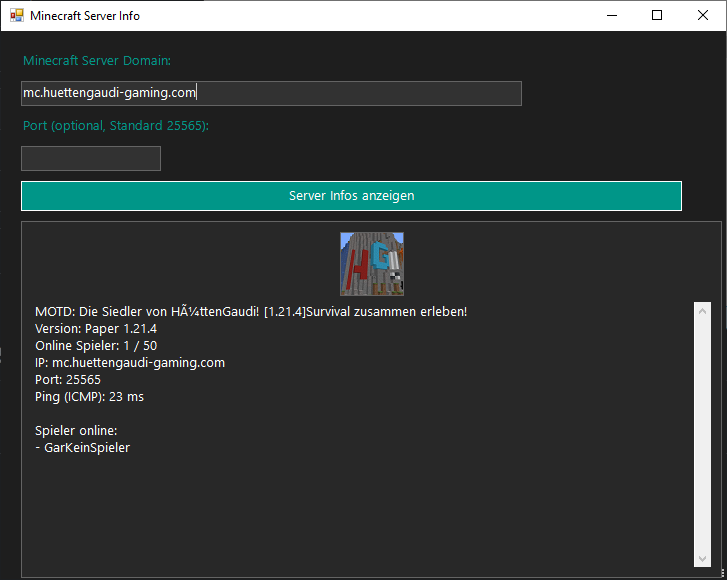 Minecraft Server Info
Minecraft Server Domain:
mc.huettengaudi-gaming.com
Port (optional, Standard 25565):
Server Infos anzeigen
HG!
MOTD: Die Siedler von HÃ¼ttenGaudi! [1.21.4]Survival zusammen erleben!
Version: Paper 1.21.4
Online Spieler: 1 / 50
IP: mc.huettengaudi-gaming.com
Port: 25565
Ping (ICMP): 23 ms
Spieler online:
- GarKeinSpieler